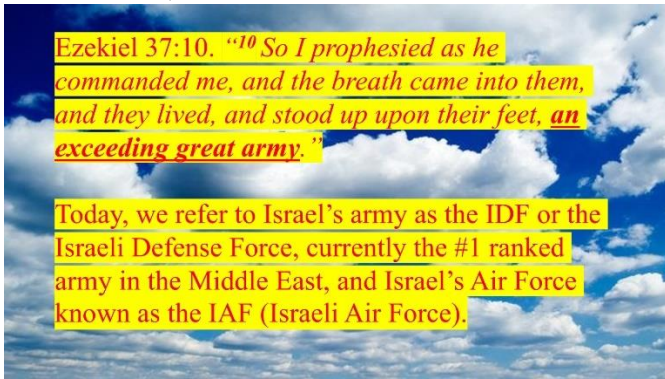 Ezekiel 37:10. “10 So I prophesied as he
commanded me, and the breath came into them,
and they lived, and stood up upon their feet, an
exceeding great army.”
Today, we refer to Israel’s army as the IDF or the
Israeli Defense Force, currently the #1 ranked
army in the Middle East, and Israel’s Air Force
known as the IAF (Israeli Air Force).